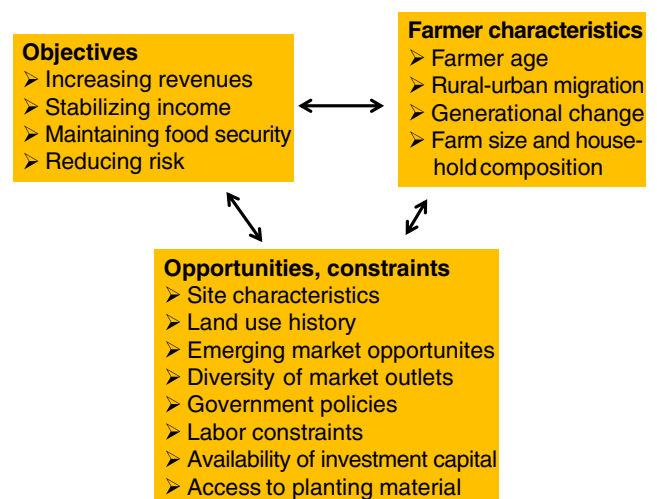 Objectives
➢ Increasing revenues
➢ Stabilizing income
➢ Maintaining food security
➢ Reducing risk
Farmer characteristics
➢ Farmer age
➢ Rural-urban migration
➢ Generational change
➢ Farm size and house-
hold composition
Opportunities, constraints
➢ Site characteristics
➢ Land use history
➢ Emerging market opportunites
➢ Diversity of market outlets
➢ Government policies
➢ Labor constraints
➢ Availability of investment capital
➢ Access to planting material